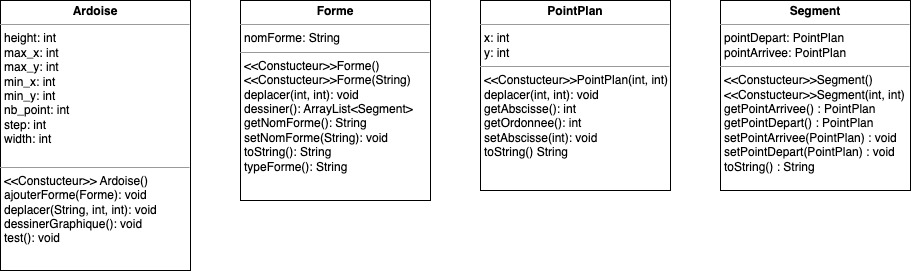 Ardoise
height: int
max_x: int
max_y: int
min_x: int
min_y: int
nb_point: int
step: int
width: int
<<Constucteur>> Ardoise()
ajouterForme(Forme): void
deplacer(String, int, int): void
dessinerGraphique(): void
test(): void
Forme
nomForme: String
<<Constucteur>>Forme()
<<Constucteur>>Forme(String)
deplacer(int, int): void
dessiner(): ArrayList<Segment>
getNomForme(): String
setNomForme(String): void
toString(): String
typeForme(): String
PointPlan
x: int
y: int
<<Constucteur>>PointPlan(int, int)
deplacer(int, int): void
getAbscisse(): int
getOrdonnee(): int
setAbscisse(int): void
toString() String
Segment
pointDepart: PointPlan
pointArrivee: PointPlan
<<Constucteur>>Segment()
<<Constucteur>>Segment(int, int)
getPointArrivee() : PointPlan
getPointDepart() : PointPlan
setPointArrivee(PointPlan) : void
setPointDepart(PointPlan) : void
toString() : String